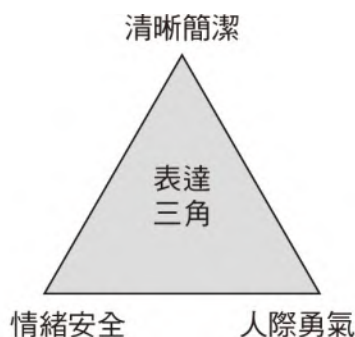 清晰簡潔
表達
三角
情緒安全
人際勇氣